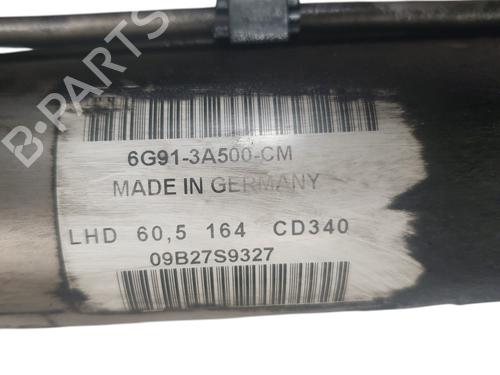 B-PARTS
6G91-3A500-CM
MADE IN GERMANY
LHD 60,5 164 CD340
09B27S9327